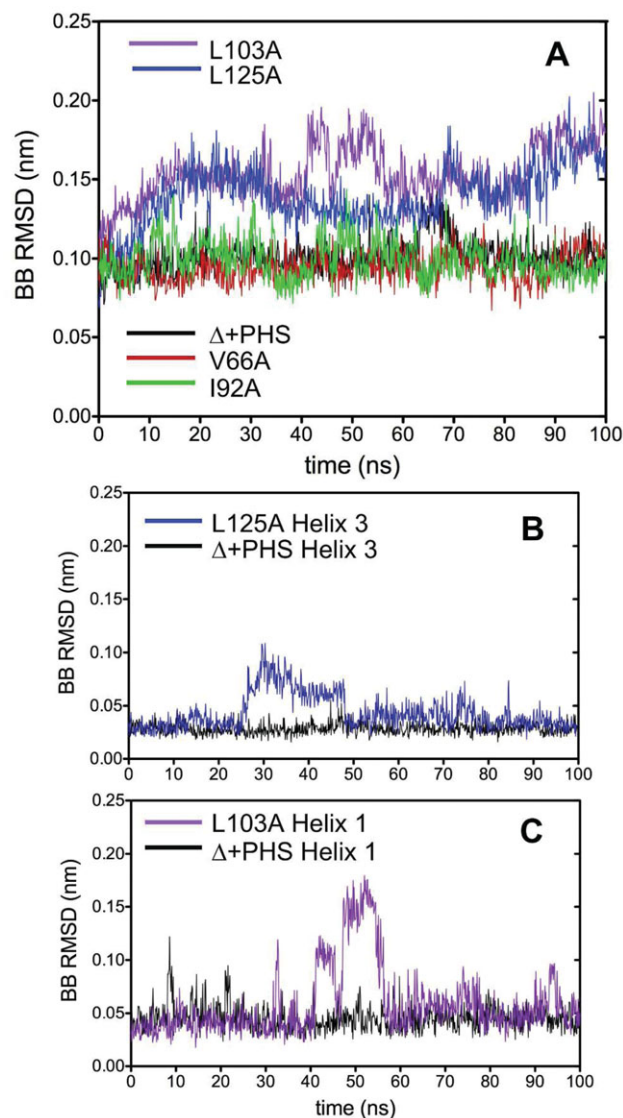 A
L103A
L125A
0.25
0.20
0.15
0.10
0.05
0.00
BB RMSD (nm)
Δ+PHS
V66A
I92A
0 10 20 30 40 50 60 70 80 90 100
time (ns)
B
L125A Helix 3
Δ+PHS Helix 3
0.25
0.20
0.15
0.10
0.05
0.00
BB RMSD (nm)
0 10 20 30 40 50 60 70 80 90 100
C
L103A Helix 1
Δ+PHS Helix 1
0.25
0.20
0.15
0.10
0.05
0.00
BB RMSD (nm)
0 10 20 30 40 50 60 70 80 90 100
time (ns)